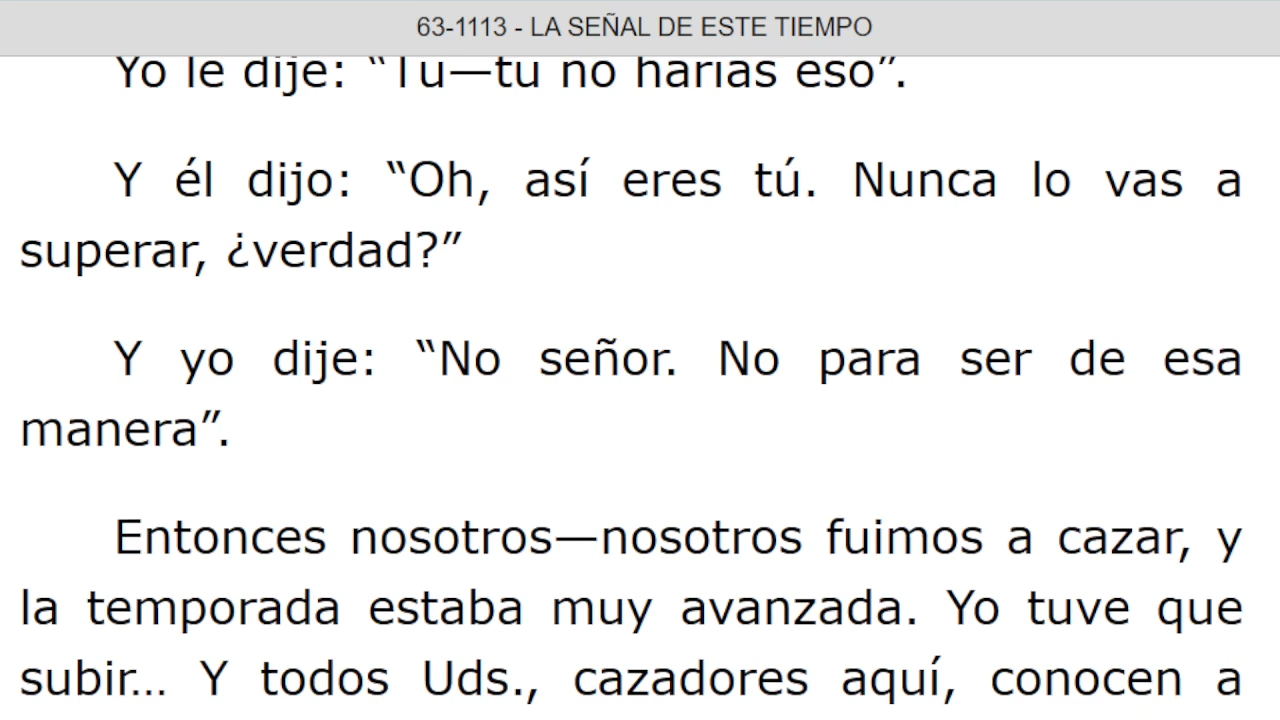 63-1113 - LA SEÑAL DE ESTE TIEMPO
Yo le dije: “Tú—tú no harías eso”.
Y él dijo: “Oh, así eres tú. Nunca lo vas a
superar, ¿verdad?”
Y yo dije: “No señor. No para ser de esa
manera”.
Entonces nosotros—nosotros fuimos a cazar, y
la temporada estaba muy avanzada. Yo tuve que
subir... Y todos Uds., cazadores aquí, conocen a